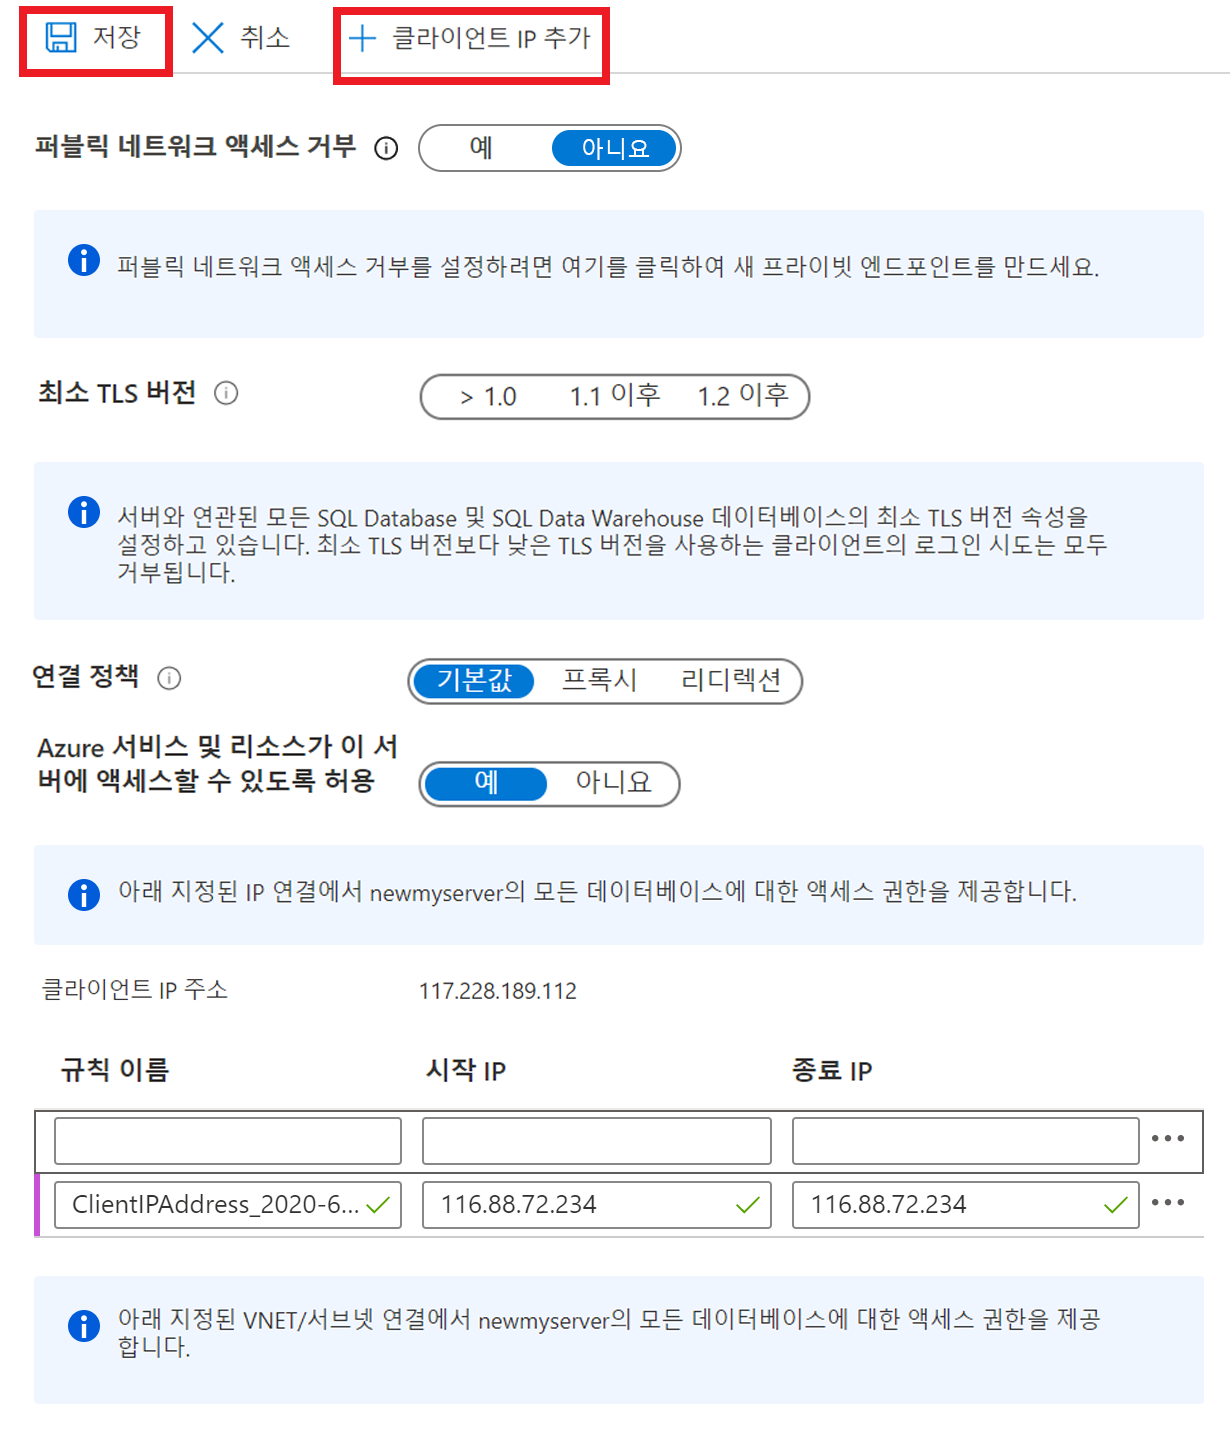 저장 취소 클라이언트 IP 추가
퍼블릭 네트워크 액세스 거부 예 아니요
퍼블릭 네트워크 액세스 거부를 설정하려면 여기를 클릭하여 새 프라이빗 엔드포인트를 만드세요.
최소 TLS 버전 > 1.0 1.1 이후 1.2 이후
서버와 연관된 모든 SQL Database 및 SQL Data Warehouse 데이터베이스의 최소 TLS 버전 속성을
설정하고 있습니다. 최소 TLS 버전보다 낮은 TLS 버전을 사용하는 클라이언트의 로그인 시도는 모두
거부됩니다.
연결 정책 기본값 프록시 리디렉션
Azure 서비스 및 리소스가 이 서
버에 액세스할 수 있도록 허용 예 아니요
아래 지정된 IP 연결에서 newmyserver의 모든 데이터베이스에 대한 액세스 권한을 제공합니다.
클라이언트 IP 주소 117.228.189.112
규칙 이름 시작 IP 종료 IP
ClientIPAddress_2020-6... 116.88.72.234 116.88.72.234
아래 지정된 VNET/서브넷 연결에서 newmyserver의 모든 데이터베이스에 대한 액세스 권한을 제공
합니다.